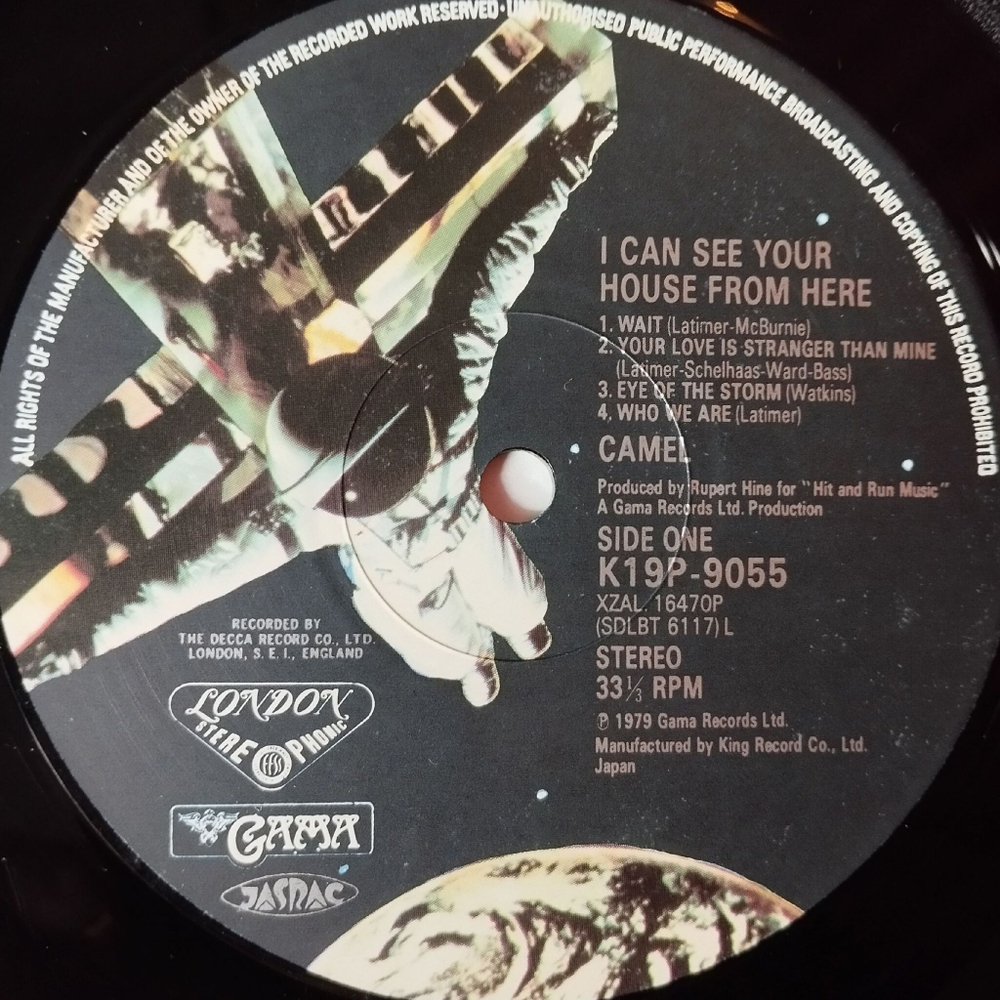 ALL RIGHTS OF THE MANUFACTURER AND OF THE OWNER OF THE RECORDED WORK RESERVED · UNAUTHORISED PUBLIC PERFORMANCE BROADCASTING AND COPYING OF THIS RECORD PROHIBITED
I CAN SEE YOUR
HOUSE FROM HERE
1. WAIT (Latimer-McBurnie)
2. YOUR LOVE IS STRANGER THAN MINE
(Latimer-Schelhaas-Ward-Bass)
3. EYE OF THE STORM (Watkins)
4. WHO WE ARE (Latimer)
CAMEL
Produced by Rupert Hine for "Hit and Run Music"
A Gama Records Ltd. Production
SIDE ONE
K19P-9055
XZAL. 16470P
(SDLBT 6117) L
STEREO
33⅓ RPM
℗ 1979 Gama Records Ltd.
Manufactured by King Record Co., Ltd.
Japan
RECORDED BY
THE DECCA RECORD CO., LTD.
LONDON, S. E. I., ENGLAND
LONDON
STEREOPHONIC
ffss
GAMA
JASRAC